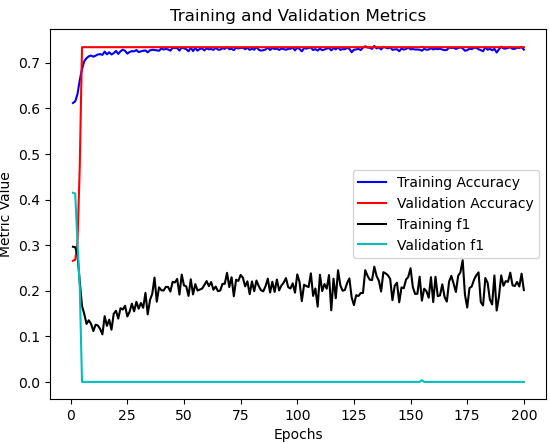 Training and Validation Metrics
Metric Value
0.7
0.6
0.5
0.4
0.3
0.2
0.1
0.0
Training Accuracy
Validation Accuracy
Training f1
Validation f1
0
25
50
75
100
125
150
175
200
Epochs